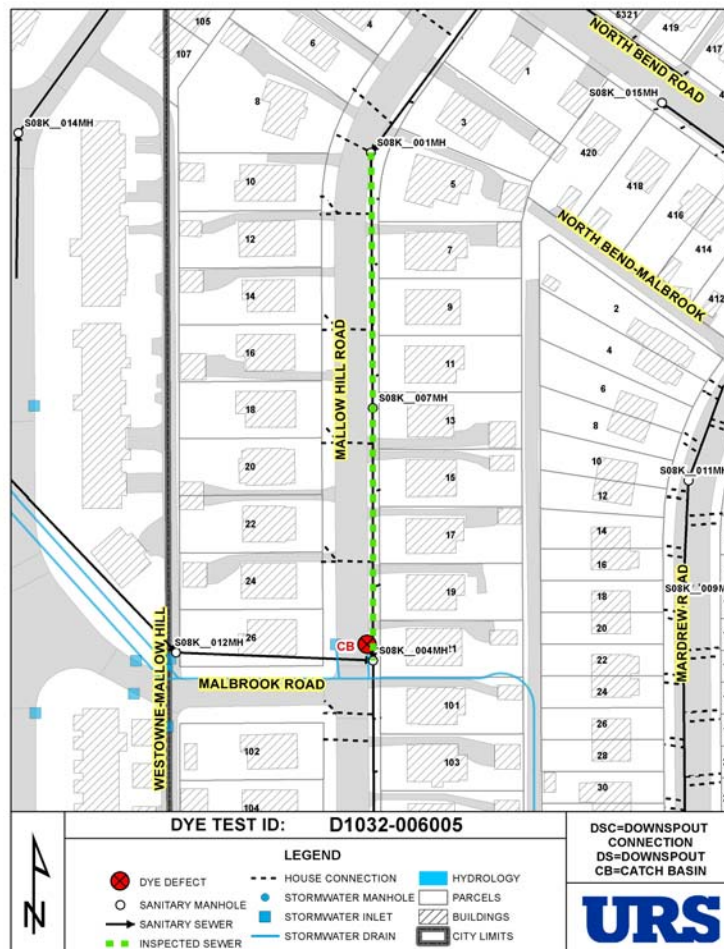 5321
105
4
419
417
107
6
NORTH BEND ROAD
8
1
S08K__015MH
S08K__014MH
3
S08K__001MH
420
418
10
5
416
414
12
7
NORTH BEND-MALBROOK
412
14
9
2
4
16
11
6
MALLOW HILL ROAD
18
S08K__007MH
8
13
10
S08K__011MH
20
15
12
22
17
14
16
24
19
MARDREW ROAD
S08K__009M
18
20
26
CB
S08K__012MH
S08K__004MH
22
WESTOWNE-MALLOW HILL
MALBROOK ROAD
24
101
26
102
103
28
30
104
DYE TEST ID: D1032-006005
LEGEND
DYE DEFECT
SANITARY MANHOLE
SANITARY SEWER
INSPECTED SEWER
HOUSE CONNECTION
STORMWATER MANHOLE
STORMWATER INLET
STORMWATER DRAIN
HYDROLOGY
PARCELS
BUILDINGS
CITY LIMITS
DSC=DOWNSPOUT
CONNECTION
DS=DOWNSPOUT
CB=CATCH BASIN
N
URS